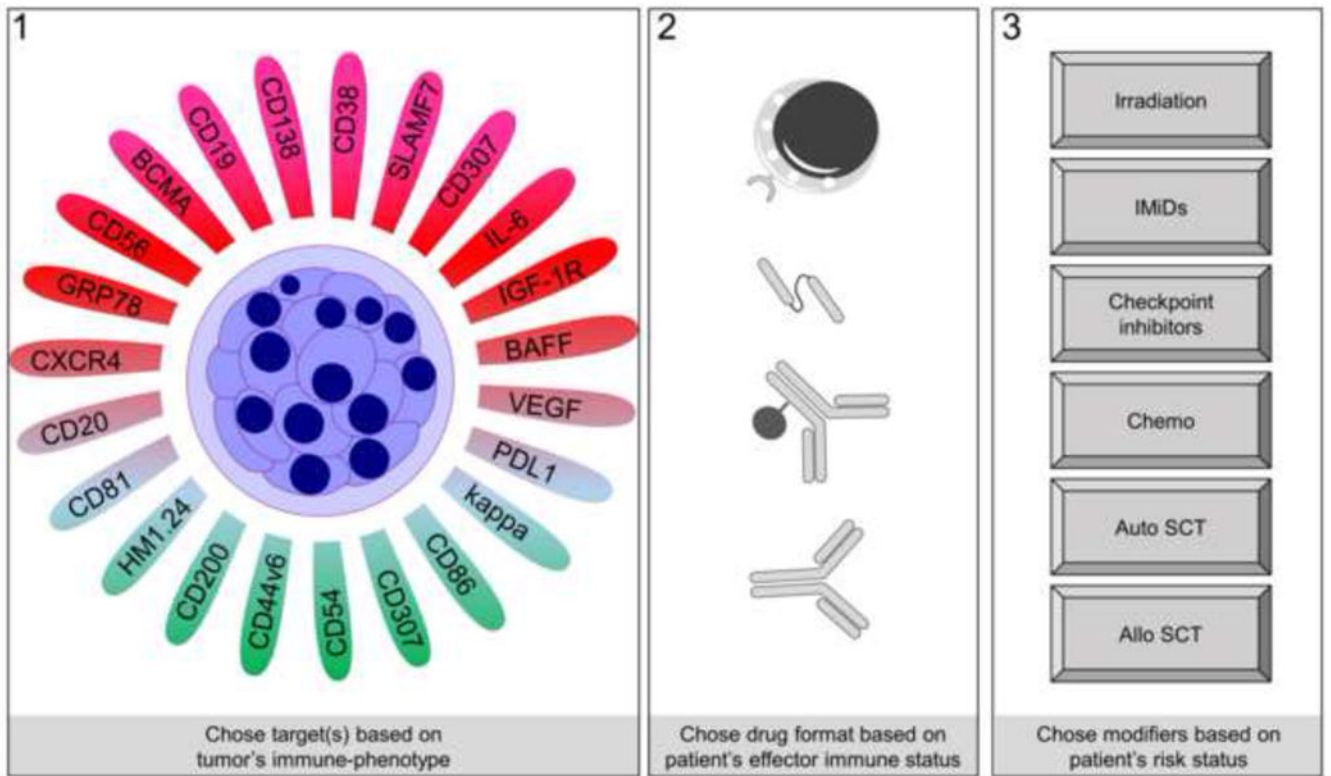 1
CD38
SLAMF7
CD307
IL-6
IGF-1R
BAFF
VEGF
PDL1
kappa
CD86
CD307
CD54
CD44v6
CD200
HM1.24
CD81
CD20
CXCR4
GRP78
CD56
BCMA
CD19
CD138
Chose target(s) based on
tumor's immune-phenotype
2
Chose drug format based on
patient's effector immune status
3
Irradiation
IMiDs
Checkpoint
inhibitors
Chemo
Auto SCT
Allo SCT
Chose modifiers based on
patient's risk status